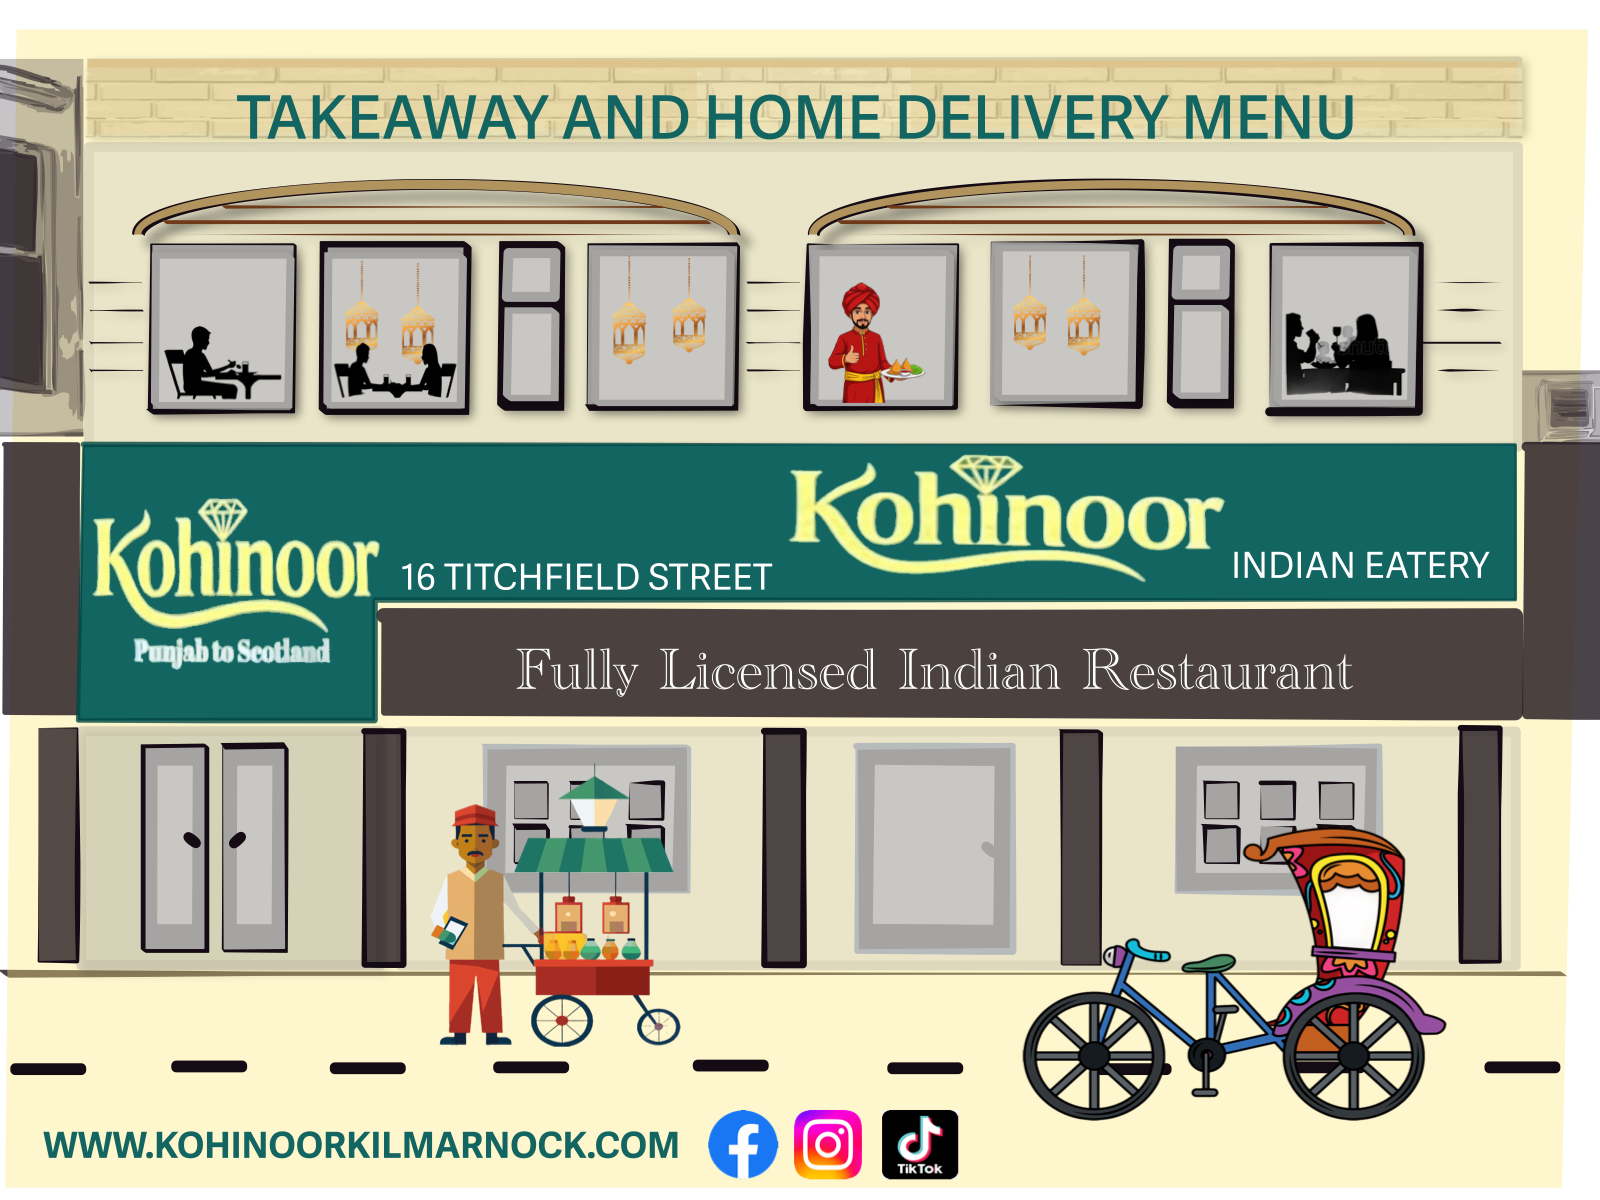 TAKEAWAY AND HOME DELIVERY MENU
Kohinoor
Punjab to Scotland
16 TITCHFIELD STREET
Kohinoor
INDIAN EATERY
Fully Licensed Indian Restaurant
WWW.KOHINOORKILMARNOCK.COM
TikTok